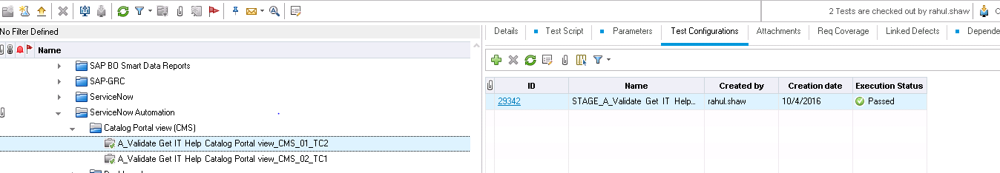 2 Tests are checked out by rahul.shaw
No Filter Defined
Details Test Script Parameters Test Configurations Attachments Req Coverage Linked Defects
Name
SAP BO Smart Data Reports
SAP-GRC
ServiceNow
ServiceNow Automation
Catalog Portal view (CMS)
A_Validate Get IT Help Catalog Portal view_CMS_01_TC2
A_Validate Get IT Help Catalog Portal view_CMS_02_TC1
ID Name Created by Creation date Execution Status
29342 STAGE_A_Validate Get IT Help... rahul.shaw 10/4/2016 Passed